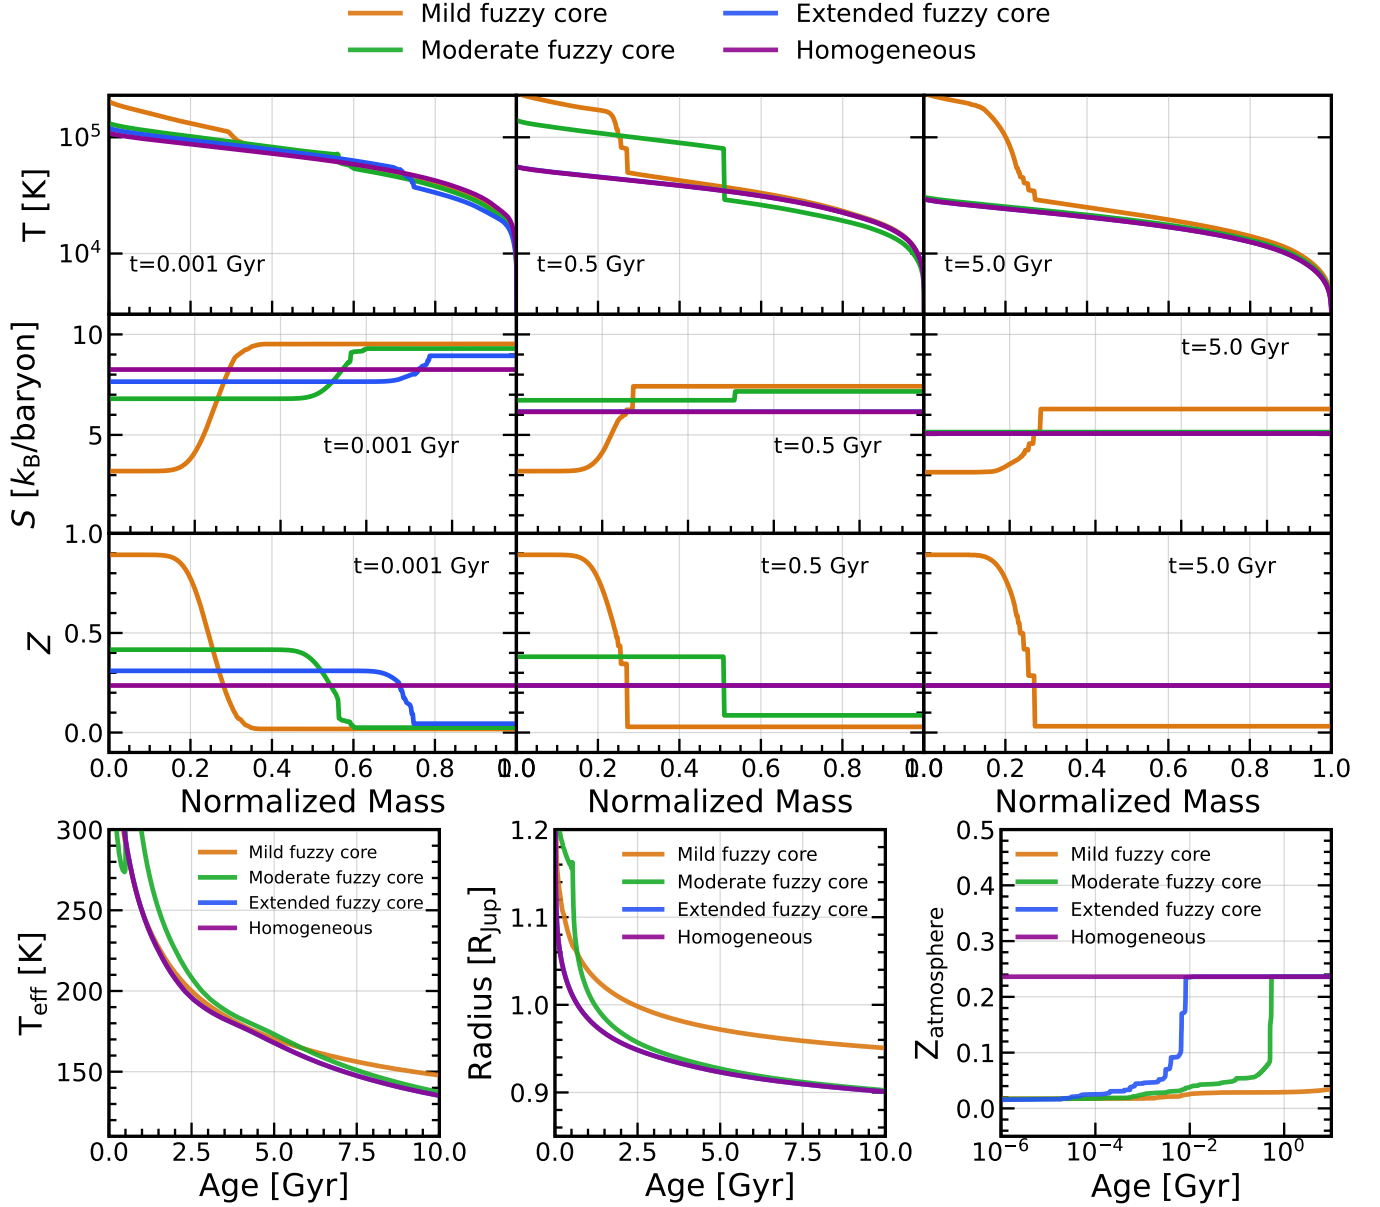 Mild fuzzy core
Extended fuzzy core
Moderate fuzzy core
Homogeneous
T [K]
10⁵
10⁴
t=0.001 Gyr
t=0.5 Gyr
t=5.0 Gyr
S [k_B/baryon]
10
5
t=0.001 Gyr
t=0.5 Gyr
t=5.0 Gyr
Z
1.0
0.5
0.0
t=0.001 Gyr
t=0.5 Gyr
t=5.0 Gyr
0.0 0.2 0.4 0.6 0.8 1.0
0.0 0.2 0.4 0.6 0.8 1.0
0.0 0.2 0.4 0.6 0.8 1.0
Normalized Mass
Normalized Mass
Normalized Mass
T_eff [K]
300
250
200
150
Mild fuzzy core
Moderate fuzzy core
Extended fuzzy core
Homogeneous
0.0 2.5 5.0 7.5 10.0
Age [Gyr]
Radius [R_Jup]
1.2
1.1
1.0
0.9
Mild fuzzy core
Moderate fuzzy core
Extended fuzzy core
Homogeneous
0.0 2.5 5.0 7.5 10.0
Age [Gyr]
Z_atmosphere
0.5
0.4
0.3
0.2
0.1
0.0
Mild fuzzy core
Moderate fuzzy core
Extended fuzzy core
Homogeneous
10⁻⁶ 10⁻⁴ 10⁻² 10⁰
Age [Gyr]